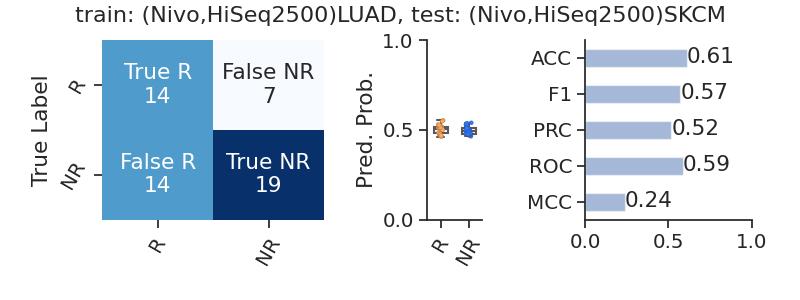 train: (Nivo,HiSeq2500)LUAD, test: (Nivo,HiSeq2500)SKCM
True Label
R
NR
True R
14
False NR
7
False R
14
True NR
19
R
NR
Pred. Prob.
1.0
0.5
0.0
R
NR
ACC
0.61
F1
0.57
PRC
0.52
ROC
0.59
MCC
0.24
0.0
0.5
1.0